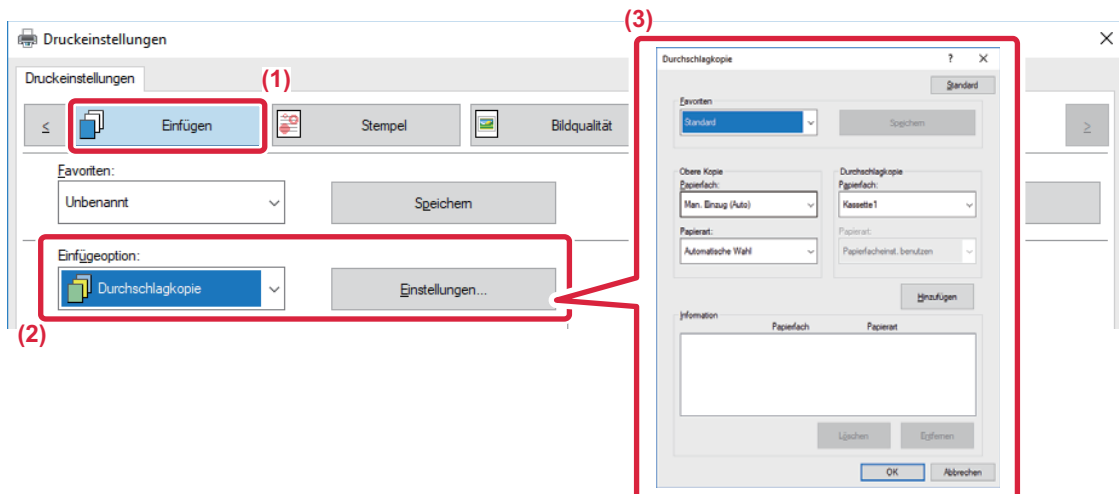 (3)
Druckeinstellungen
Druckeinstellungen
(1)
< Einfügen Stempel Bildqualität >
Favoriten:
Unbenannt Speichern
Einfügeoption:
Durchschlagkopie Einstellungen...
(2)
Durchschlagkopie ?
Standard
Favoriten
Standard Speichern
Obere Kopie Durchschlagkopie
Papierfach: Papierfach:
Man. Einzug (Auto) Kassette1
Papierart: Papierart:
Automatische Wahl Papierfacheinst. benutzen
Hinzufügen
Information
Papierfach Papierart
Löschen Entfernen
OK Abbrechen